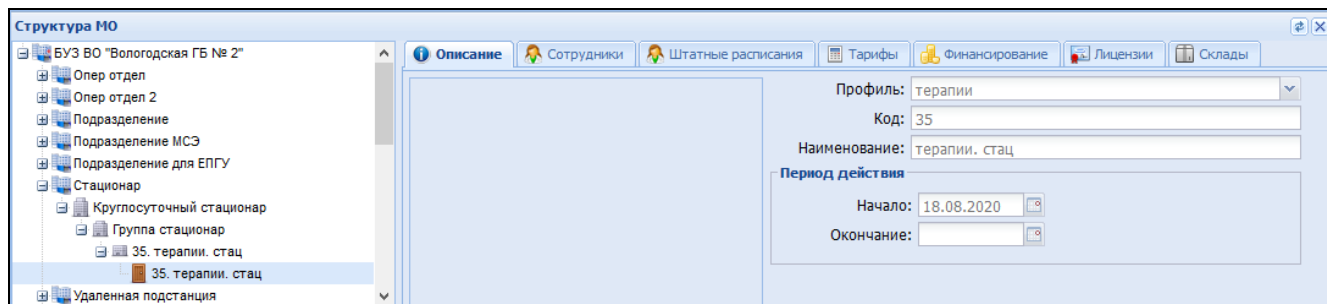 Структура МО
БУЗ ВО "Вологодская ГБ № 2"
Опер отдел
Опер отдел 2
Подразделение
Подразделение МСЭ
Подразделение для ЕПГУ
Стационар
Круглосуточный стационар
Группа стационар
35. терапии. стац
35. терапии. стац
Удаленная подстанция
Описание Сотрудники Штатные расписания Тарифы Финансирование Лицензии Склады
Профиль: терапии
Код: 35
Наименование: терапии. стац
Период действия
Начало: 18.08.2020
Окончание: